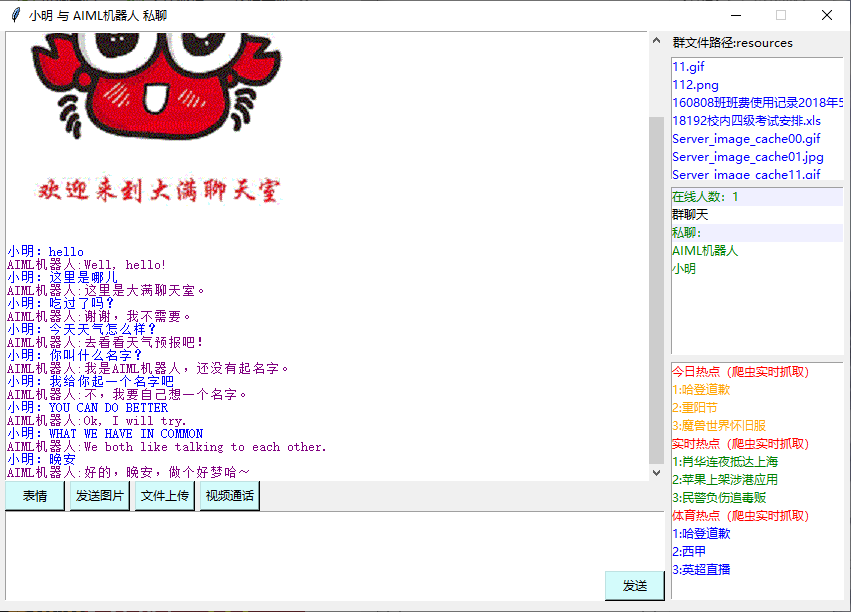 小明 与 AIML机器人 私聊
欢迎来到大满聊天室
小明: hello
AIML机器人:Well, hello!
小明: 这里是哪儿
AIML机器人:这里是大满聊天室。
小明: 吃过了吗?
AIML机器人:谢谢，我不需要。
小明: 今天天气怎么样?
AIML机器人:去看看天气预报吧!
小明: 你叫什么名字?
AIML机器人:我是AIML机器人，还没有起名字。
小明: 我给你起一个名字吧
AIML机器人:不，我要自己想一个名字。
小明: YOU CAN DO BETTER
AIML机器人:Ok, I will try.
小明: WHAT WE HAVE IN COMMON
AIML机器人:We both like talking to each other.
小明: 晚安
AIML机器人:好的，晚安，做个好梦哈～
表情
发送图片
文件上传
视频通话
发送
群文件路径:resources
11.gif
112.png
160808班班费使用记录2018年5
18192校内四级考试安排.xls
Server_image_cache00.gif
Server_image_cache01.jpg
Server_image_cache11.gif
在线人数: 1
群聊天
私聊:
AIML机器人
小明
今日热点（爬虫实时抓取）
1:哈登道歉
2:重阳节
3:魔兽世界怀旧服
实时热点（爬虫实时抓取）
1:肖华连夜抵达上海
2:苹果上架涉港应用
3:民警负伤追毒贩
体育热点（爬虫实时抓取）
1:哈登道歉
2:西甲
3:英超直播